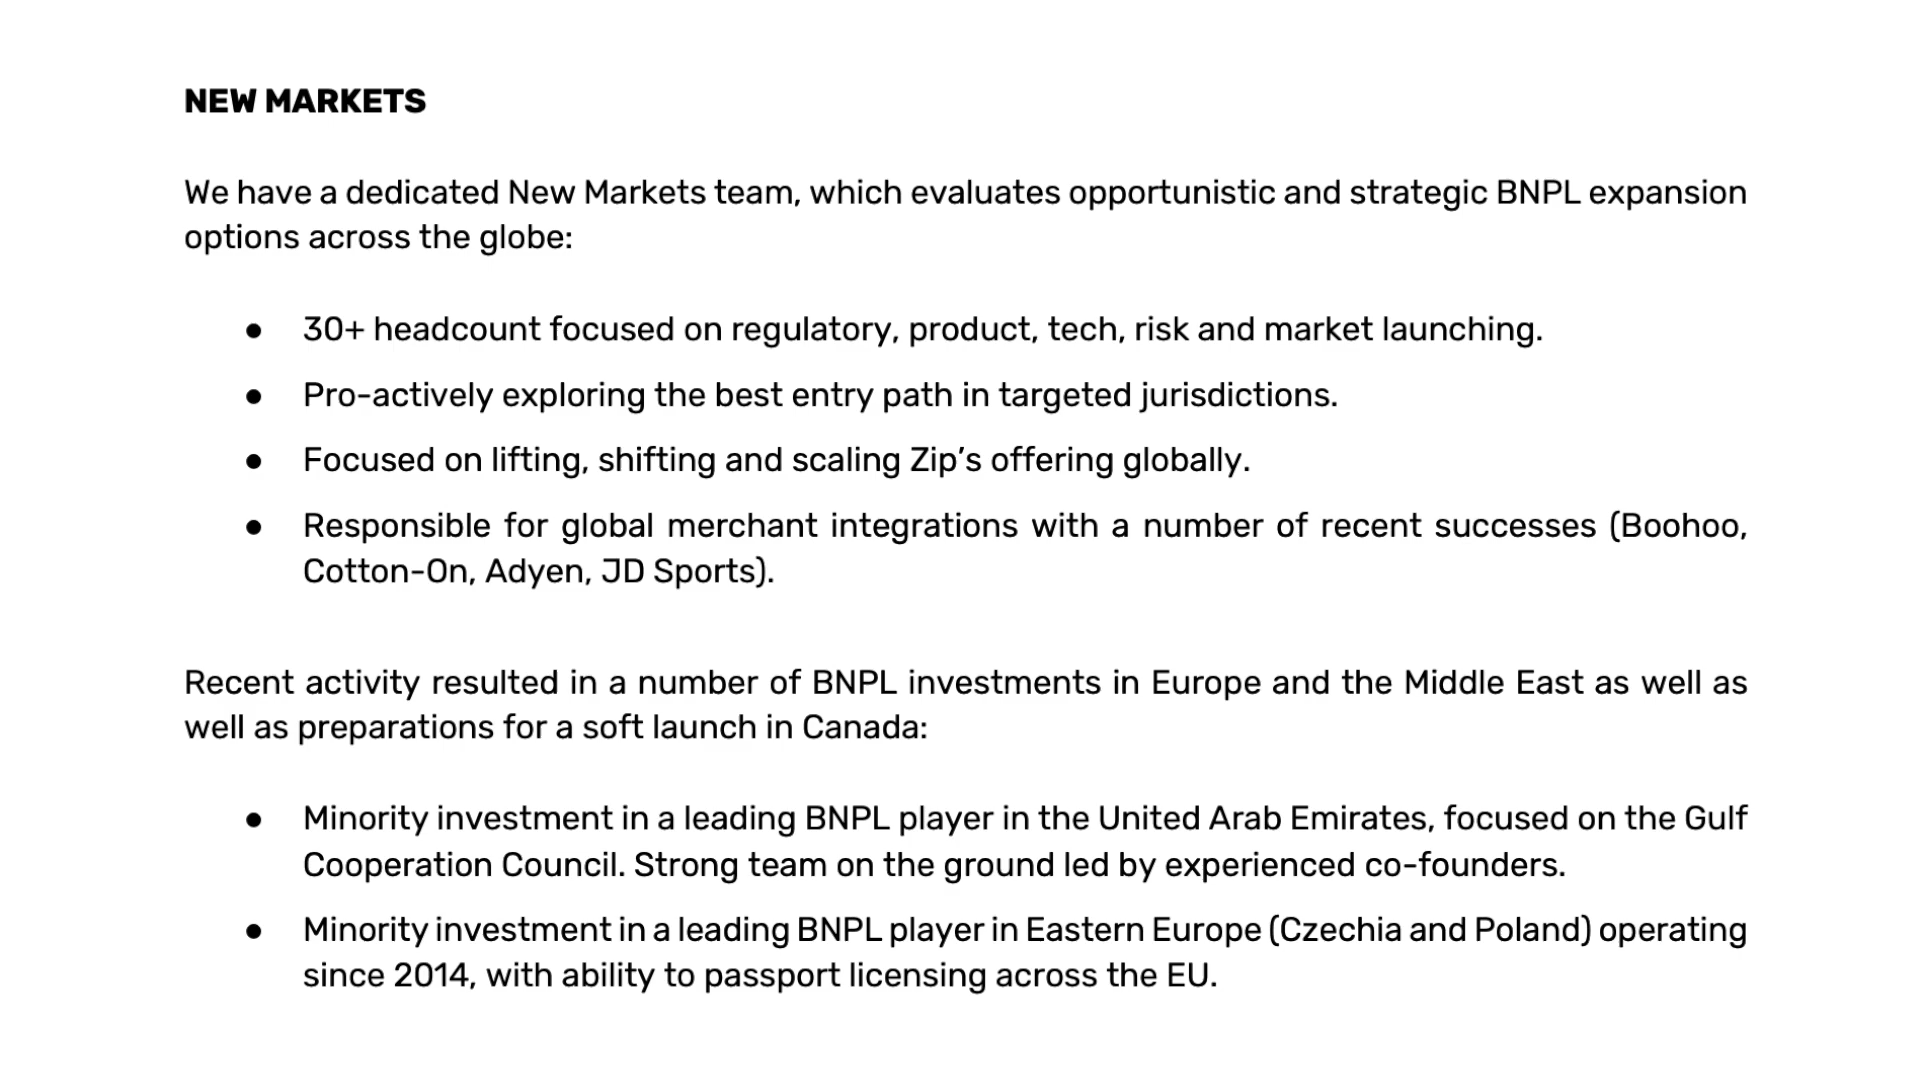 NEW MARKETS
We have a dedicated New Markets team, which evaluates opportunistic and strategic BNPL expansion
options across the globe:
● 30+ headcount focused on regulatory, product, tech, risk and market launching.
● Pro-actively exploring the best entry path in targeted jurisdictions.
● Focused on lifting, shifting and scaling Zip’s offering globally.
● Responsible for global merchant integrations with a number of recent successes (Boohoo,
Cotton-On, Adyen, JD Sports).
Recent activity resulted in a number of BNPL investments in Europe and the Middle East as well as
well as preparations for a soft launch in Canada:
● Minority investment in a leading BNPL player in the United Arab Emirates, focused on the Gulf
Cooperation Council. Strong team on the ground led by experienced co-founders.
● Minority investment in a leading BNPL player in Eastern Europe (Czechia and Poland) operating
since 2014, with ability to passport licensing across the EU.